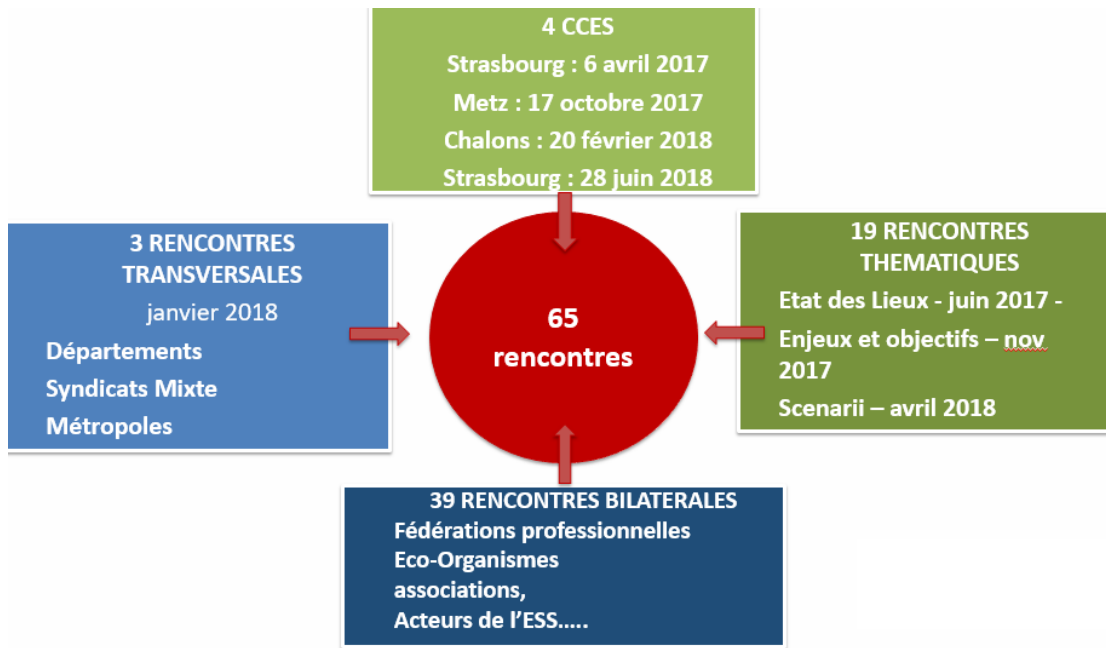 4 CCES
Strasbourg : 6 avril 2017
Metz : 17 octobre 2017
Chalons : 20 février 2018
Strasbourg : 28 juin 2018
3 RENCONTRES
TRANSVERSALES
janvier 2018
Départements
Syndicats Mixte
Métropoles
65
rencontres
19 RENCONTRES
THEMATIQUES
Etat des Lieux - juin 2017 -
Enjeux et objectifs – nov
2017
Scenarii – avril 2018
39 RENCONTRES BILATERALES
Fédérations professionnelles
Eco-Organismes
associations,
Acteurs de l’ESS…..